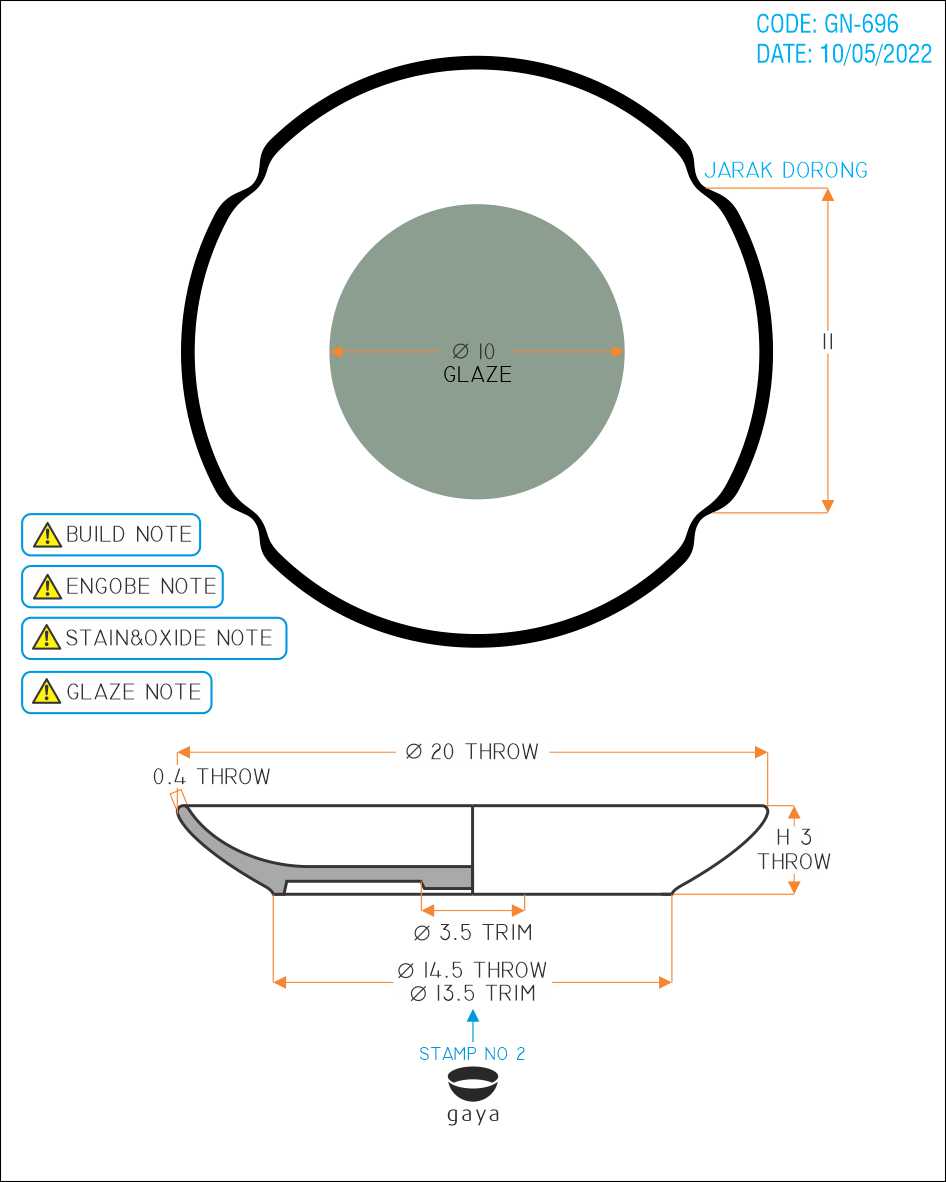 CODE: GN-696
DATE: 10/05/2022
JARAK DORONG
11
Ø 10
GLAZE
BUILD NOTE
ENGOBE NOTE
STAIN&OXIDE NOTE
GLAZE NOTE
Ø 20 THROW
0.4 THROW
H 3
THROW
Ø 3.5 TRIM
Ø 14.5 THROW
Ø 13.5 TRIM
STAMP NO 2
gaya